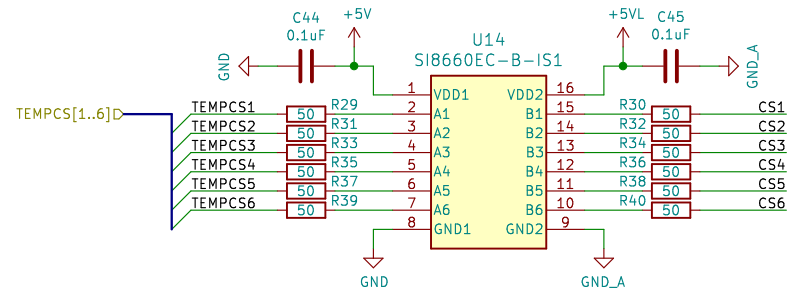 C44
0.1uF
+5V
GND
U14
SI8660EC-B-IS1
+5VL
C45
0.1uF
GND_A
1 VDD1 VDD2 16
TEMPCS[1..6]
TEMPCS1 50 R29 2 A1 B1 15 R30 50 CS1
TEMPCS2 50 R31 3 A2 B2 14 R32 50 CS2
TEMPCS3 50 R33 4 A3 B3 13 R34 50 CS3
TEMPCS4 50 R35 5 A4 B4 12 R36 50 CS4
TEMPCS5 50 R37 6 A5 B5 11 R38 50 CS5
TEMPCS6 50 R39 7 A6 B6 10 R40 50 CS6
8 GND1 GND2 9
GND
GND_A